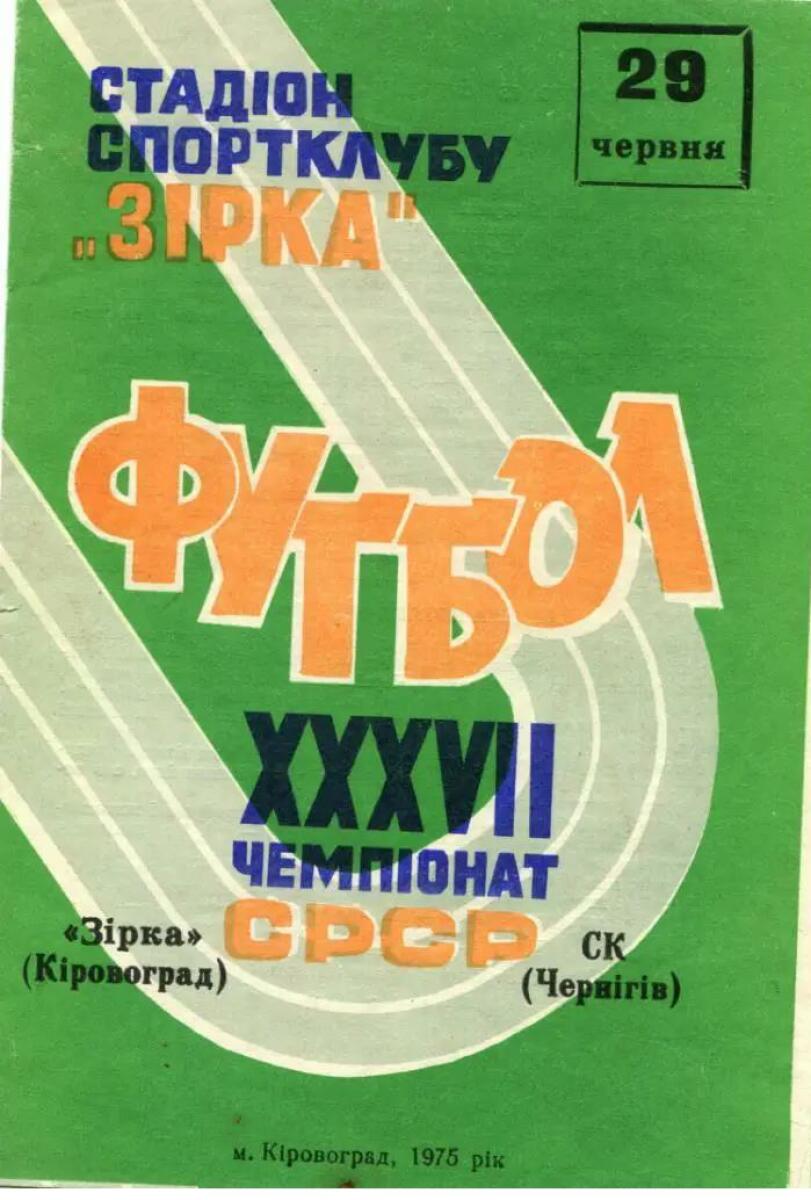 СТАДІОН
СПОРТКЛУБУ
„ЗІРКА"
29
червня
ФУТБОЛ
XXXVII
ЧЕМПІОНАТ
СРСР
«Зірка»
(Кіровоград)
СК
(Чернігів)
м. Кіровоград, 1975 рік